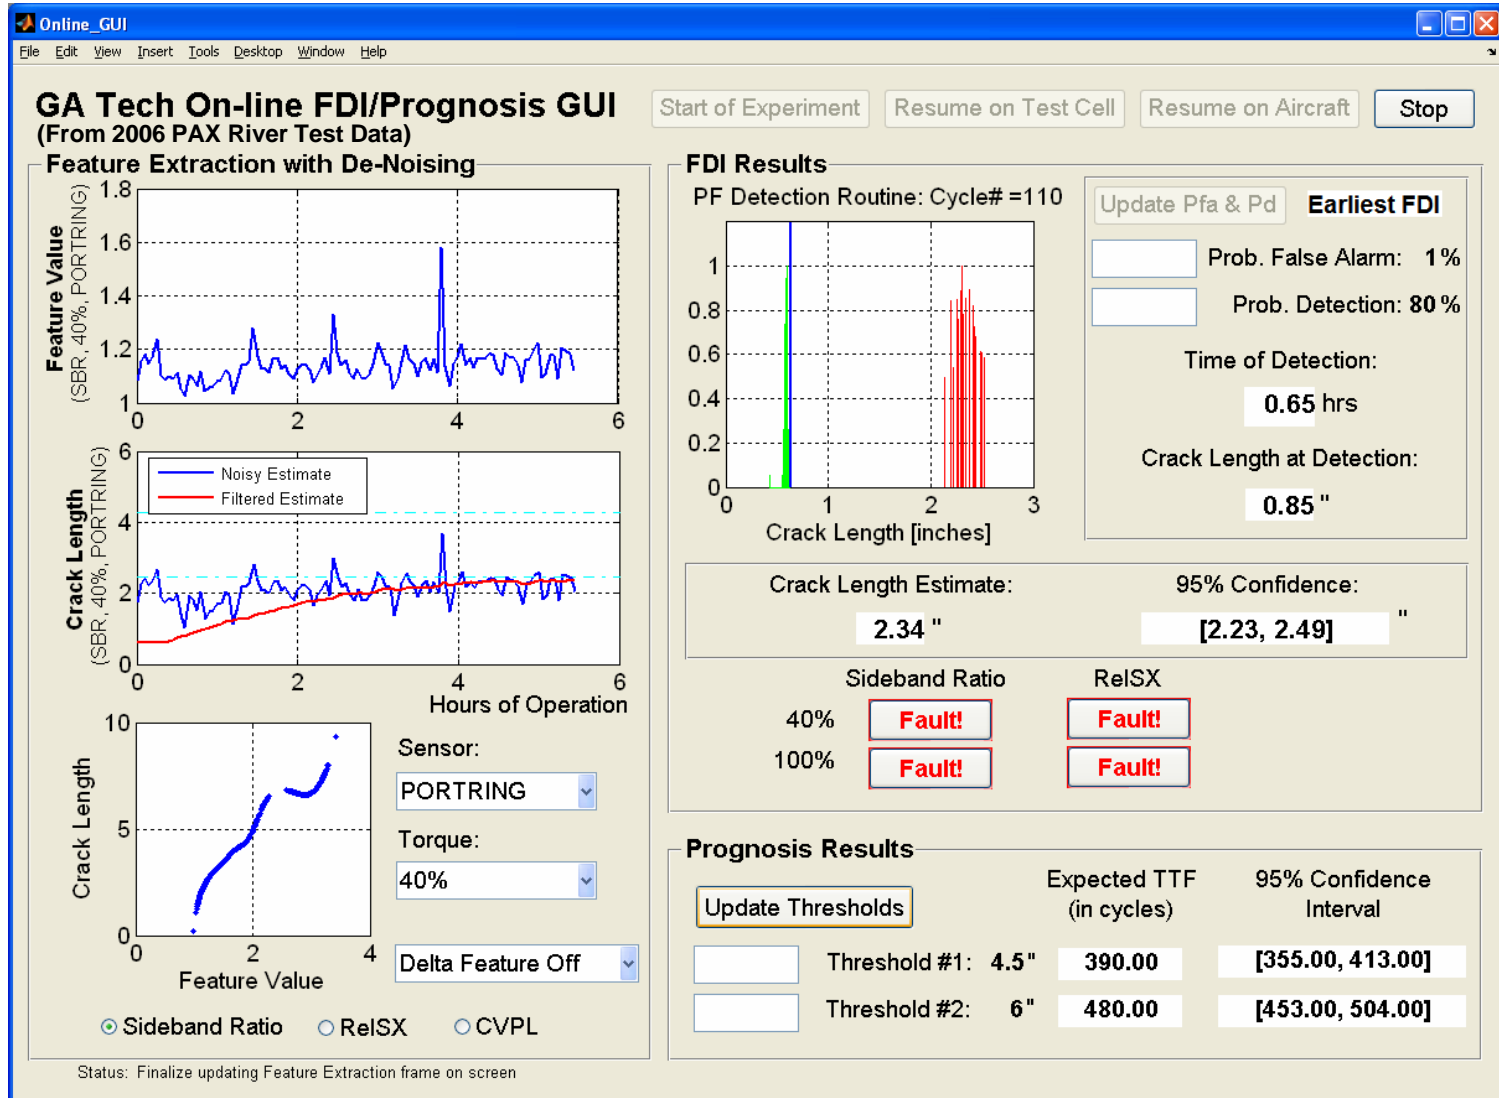 Online_GUI
File Edit View Insert Tools Desktop Window Help
GA Tech On-line FDI/Prognosis GUI
(From 2006 PAX River Test Data)
Start of Experiment
Resume on Test Cell
Resume on Aircraft
Stop
Feature Extraction with De-Noising
Feature Value
(SBR, 40%, PORTRING)
1.8
1.6
1.4
1.2
1
0 2 4 6
Crack Length
(SBR, 40%, PORTRING)
6
4
2
0
Noisy Estimate
Filtered Estimate
0 2 4 6
Hours of Operation
Crack Length
10
5
0
0 2 4
Feature Value
Sensor:
PORTRING
Torque:
40%
Delta Feature Off
Sideband Ratio RelSX CVPL
Status: Finalize updating Feature Extraction frame on screen
FDI Results
PF Detection Routine: Cycle# =110
1
0.8
0.6
0.4
0.2
0
0 1 2 3
Crack Length [inches]
Update Pfa & Pd
Earliest FDI
Prob. False Alarm: 1%
Prob. Detection: 80%
Time of Detection:
0.65 hrs
Crack Length at Detection:
0.85 "
Crack Length Estimate:
2.34 "
95% Confidence:
[2.23, 2.49] "
Sideband Ratio RelSX
40% Fault! Fault!
100% Fault! Fault!
Prognosis Results
Update Thresholds
Expected TTF
(in cycles)
95% Confidence
Interval
Threshold #1: 4.5" 390.00 [355.00, 413.00]
Threshold #2: 6" 480.00 [453.00, 504.00]